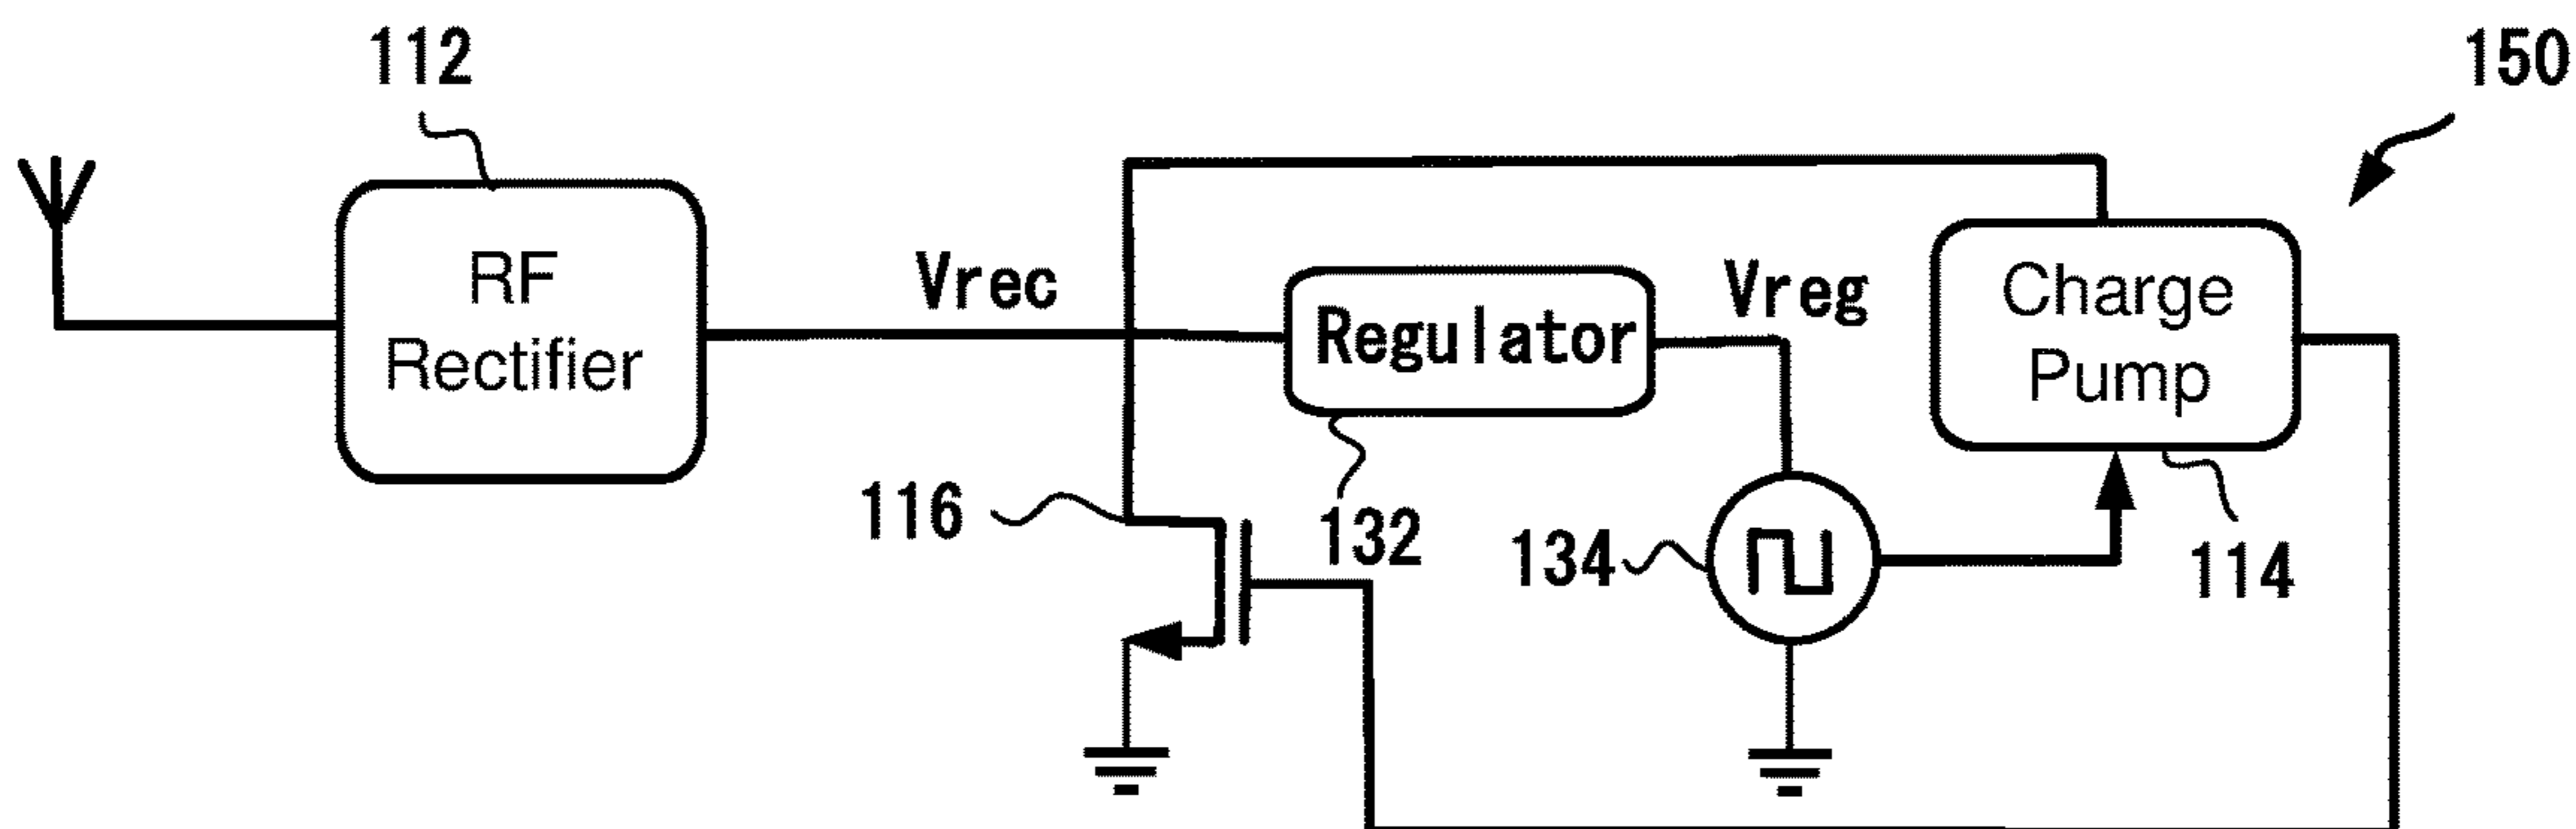 112
150
RF
Rectifier
Vrec
Regulator
Vreg
Charge
Pump
116
132
134
114